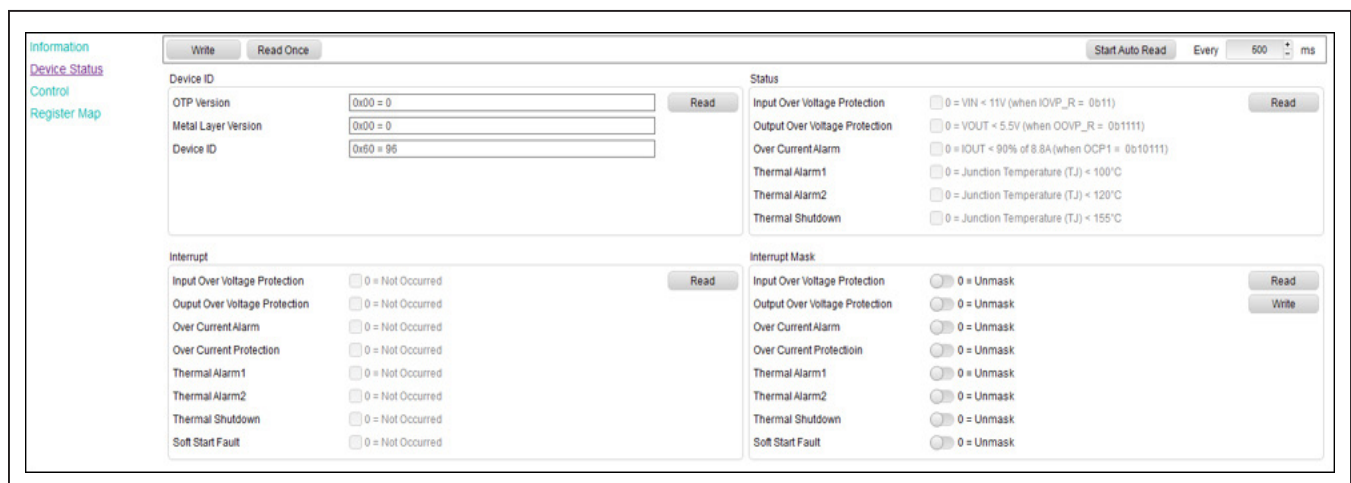 Information
Device Status
Control
Register Map
Write Read Once Start Auto Read Every 500 ms
Device ID
OTP Version 0x00 = 0 Read
Metal Layer Version 0x00 = 0
Device ID 0x60 = 96
Status
Input Over Voltage Protection 0 = VIN < 11V (when IOVP_R = 0b11) Read
Output Over Voltage Protection 0 = VOUT < 5.5V (when OOVP_R = 0b1111)
Over Current Alarm 0 = IOUT < 90% of 8.8A (when OCP1 = 0b10111)
Thermal Alarm1 0 = Junction Temperature (TJ) < 100°C
Thermal Alarm2 0 = Junction Temperature (TJ) < 120°C
Thermal Shutdown 0 = Junction Temperature (TJ) < 155°C
Interrupt
Input Over Voltage Protection 0 = Not Occurred Read
Ouput Over Voltage Protection 0 = Not Occurred
Over Current Alarm 0 = Not Occurred
Over Current Protection 0 = Not Occurred
Thermal Alarm1 0 = Not Occurred
Thermal Alarm2 0 = Not Occurred
Thermal Shutdown 0 = Not Occurred
Soft Start Fault 0 = Not Occurred
Interrupt Mask
Input Over Voltage Protection 0 = Unmask Read
Output Over Voltage Protection 0 = Unmask Write
Over Current Alarm 0 = Unmask
Over Current Protectioin 0 = Unmask
Thermal Alarm1 0 = Unmask
Thermal Alarm2 0 = Unmask
Thermal Shutdown 0 = Unmask
Soft Start Fault 0 = Unmask